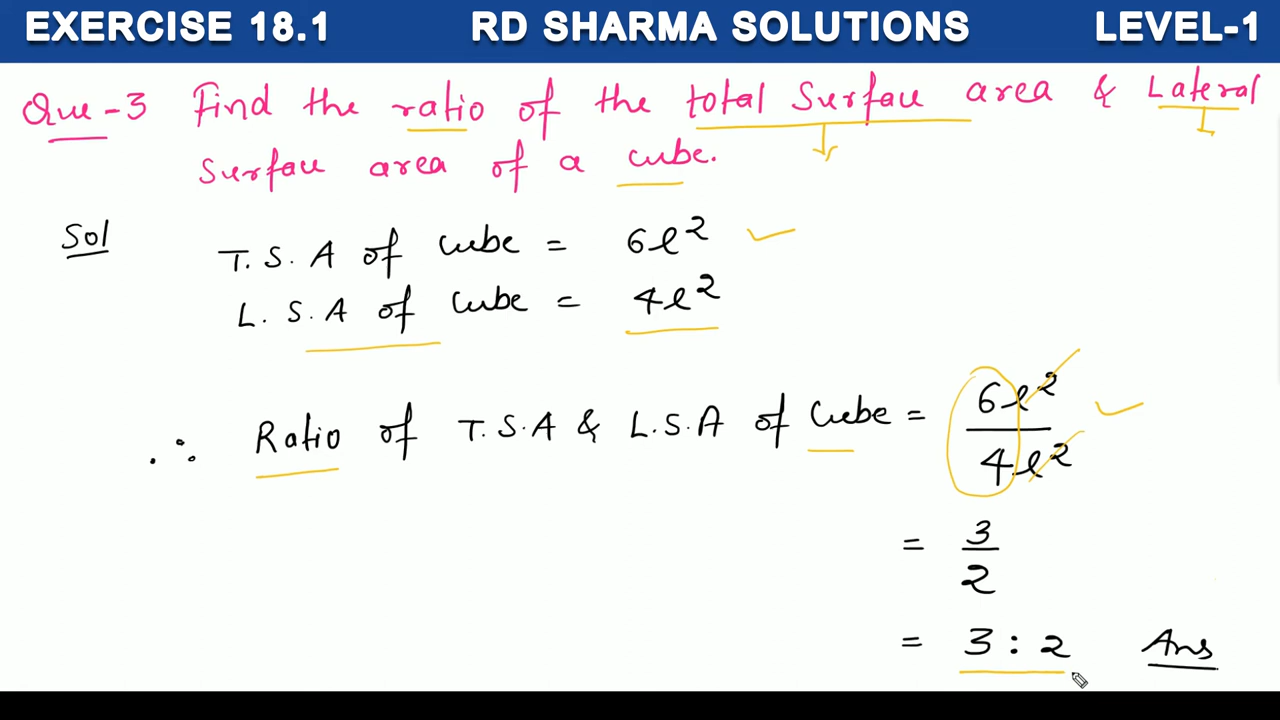 EXERCISE 18.1 RD SHARMA SOLUTIONS LEVEL-1
Que-3 Find the ratio of the total Surface area & Lateral
Surface area of a cube.
Sol
T.S.A of Cube = 6l²
L.S.A of Cube = 4l²
∴ Ratio of T.S.A & L.S.A of Cube = 6l²/4l²
= 3/2
= 3:2 Ans